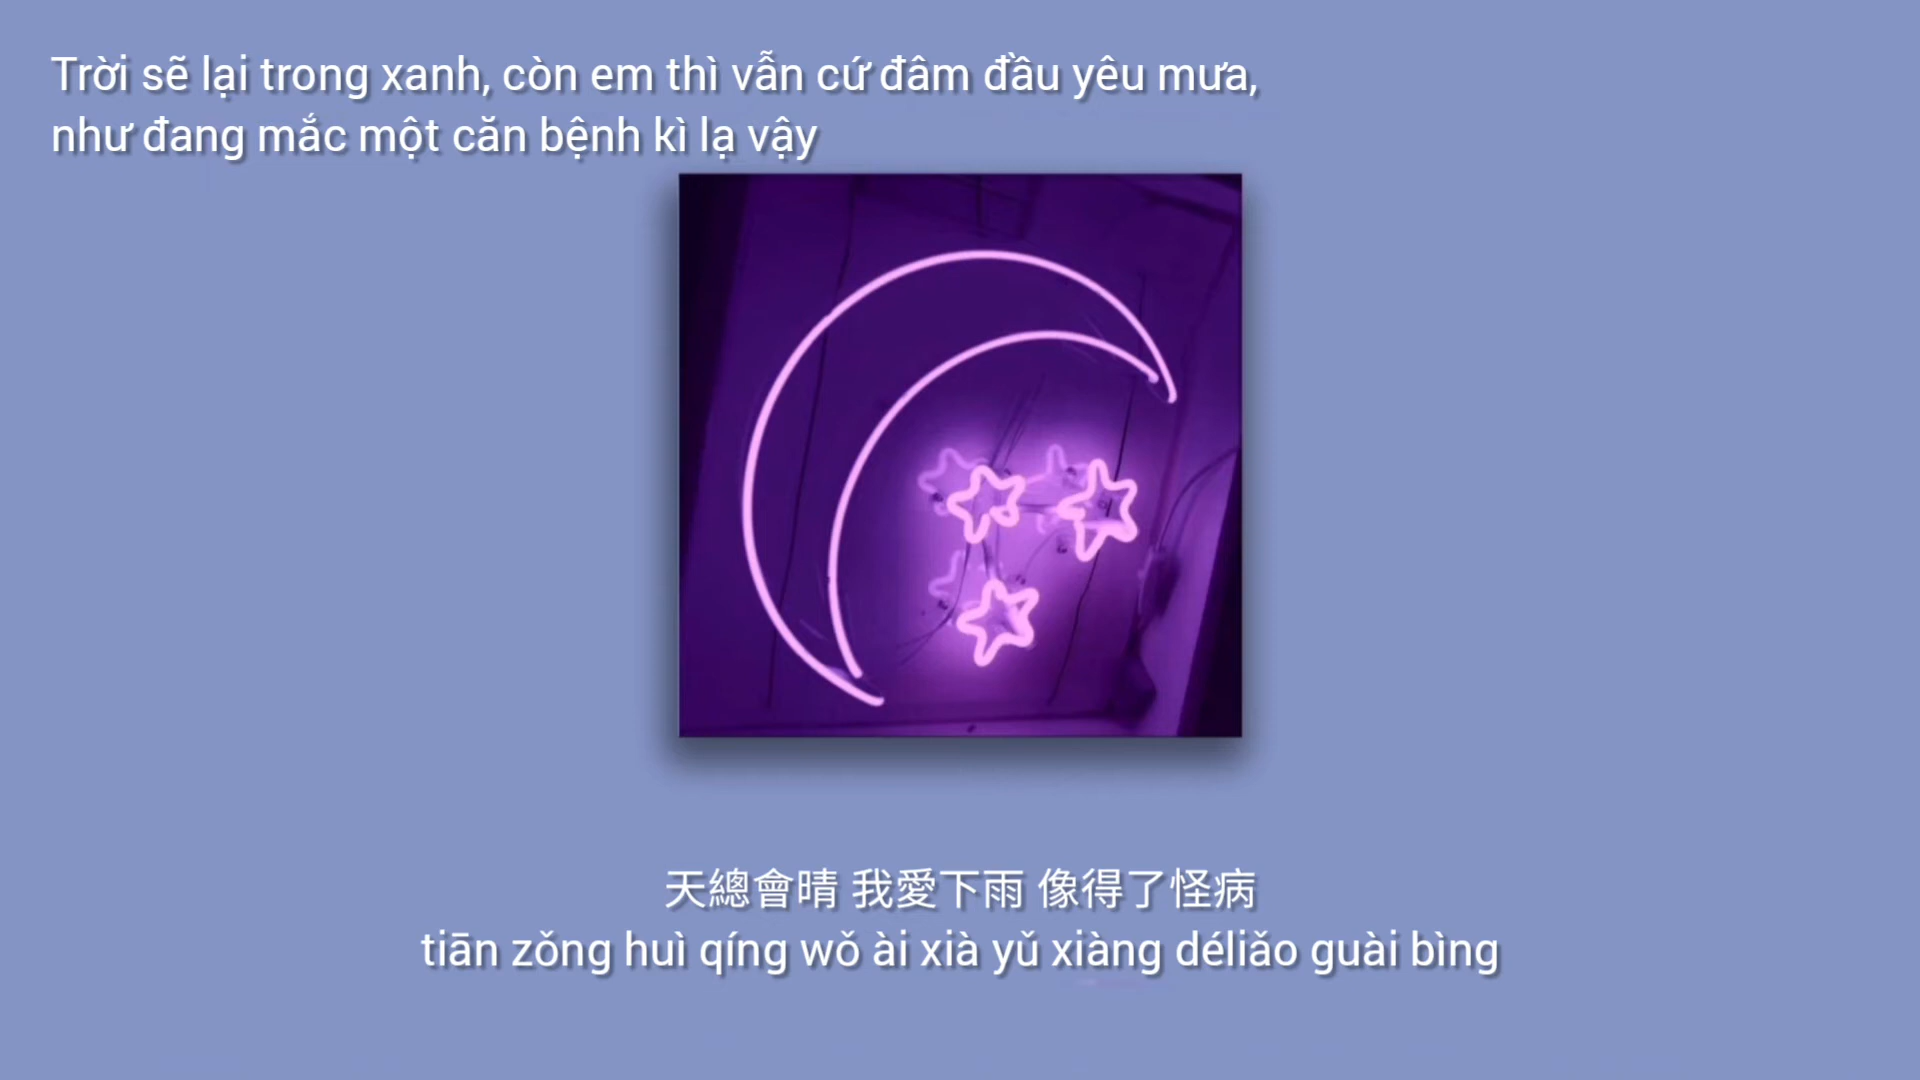 Trời sẽ lại trong xanh, còn em thì vẫn cứ đâm đầu yêu mưa,
như đang mắc một căn bệnh kì lạ vậy
天總會晴 我愛下雨 像得了怪病
tiān zǒng huì qíng wǒ ài xià yǔ xiàng déliǎo guài bìng